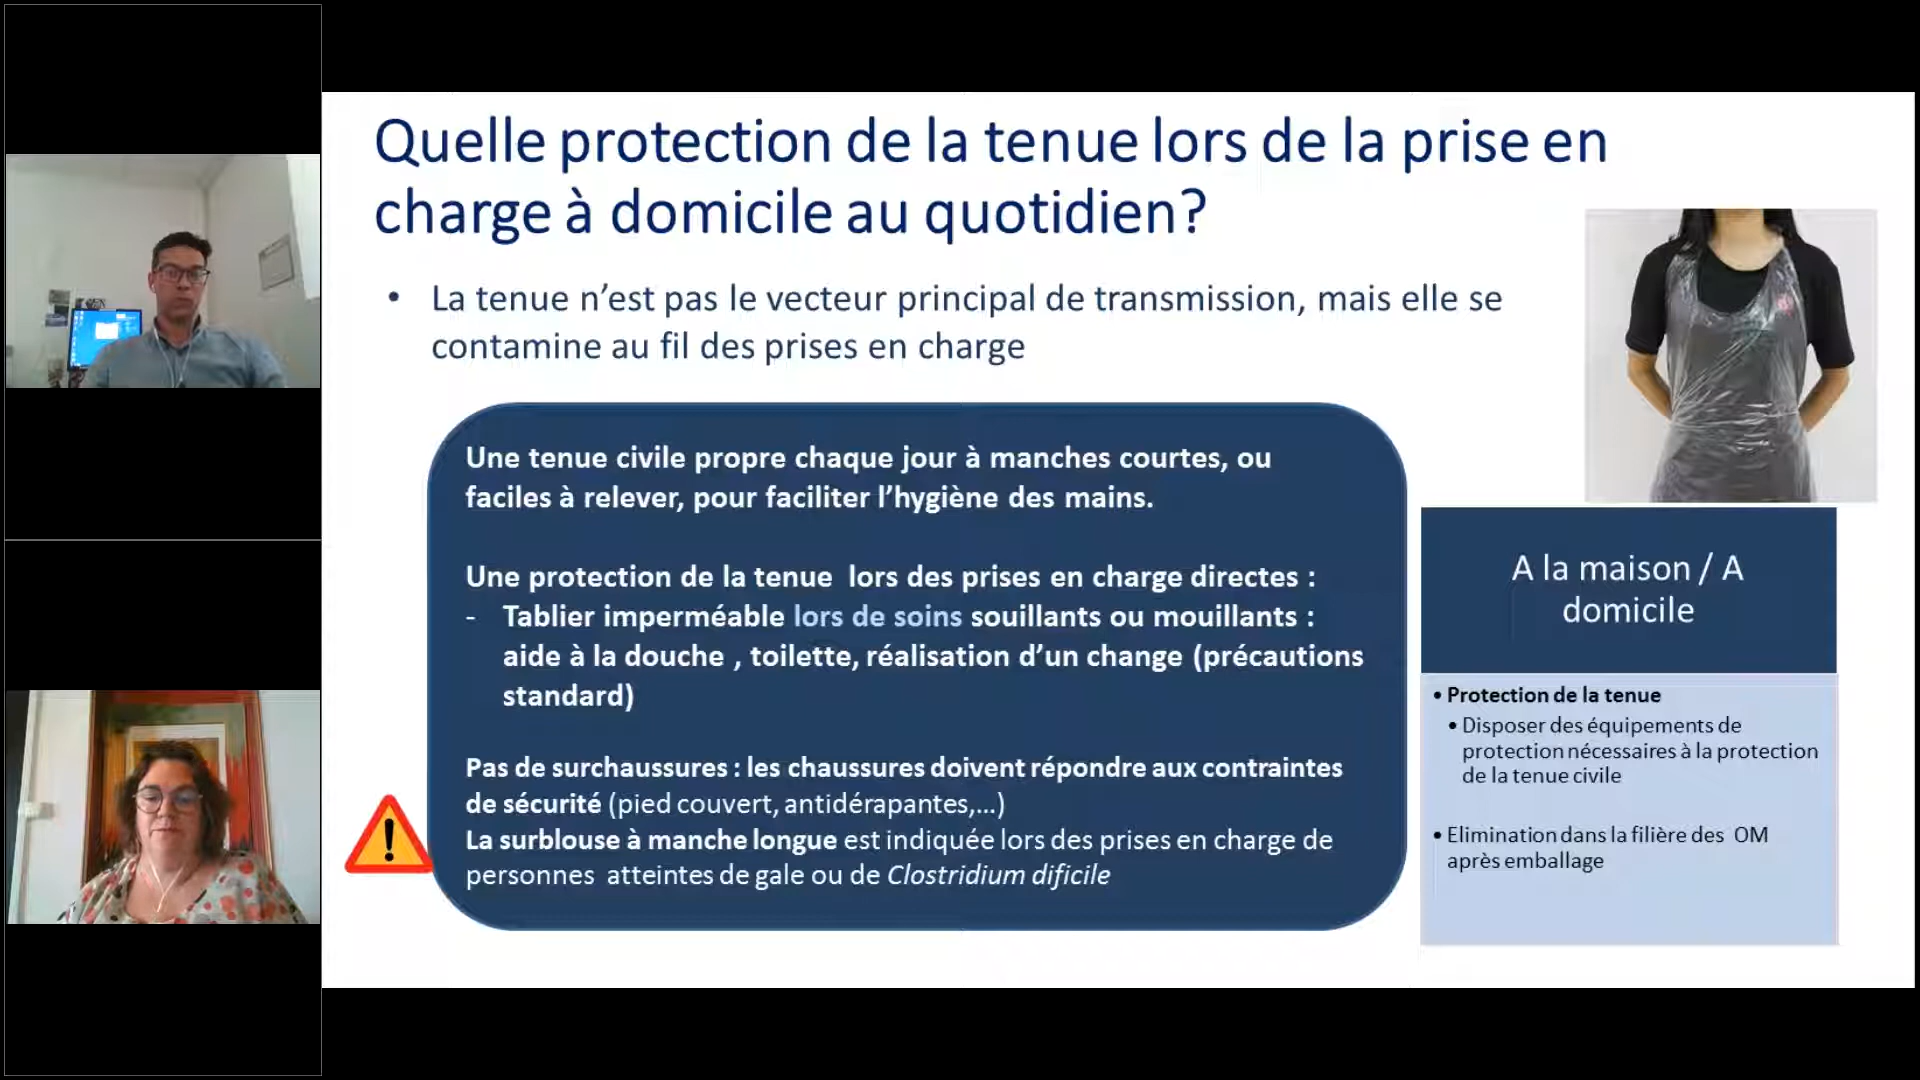 Quelle protection de la tenue lors de la prise en
charge à domicile au quotidien?
• La tenue n’est pas le vecteur principal de transmission, mais elle se
contamine au fil des prises en charge
Une tenue civile propre chaque jour à manches courtes, ou
faciles à relever, pour faciliter l’hygiène des mains.
Une protection de la tenue lors des prises en charge directes :
- Tablier imperméable lors de soins souillants ou mouillants :
aide à la douche , toilette, réalisation d’un change (précautions
standard)
Pas de surchaussures : les chaussures doivent répondre aux contraintes
de sécurité (pied couvert, antidérapantes,...)
La surblouse à manche longue est indiquée lors des prises en charge de
personnes atteintes de gale ou de Clostridium dificile
A la maison / A
domicile
• Protection de la tenue
• Disposer des équipements de
protection nécessaires à la protection
de la tenue civile
• Elimination dans la filière des OM
après emballage